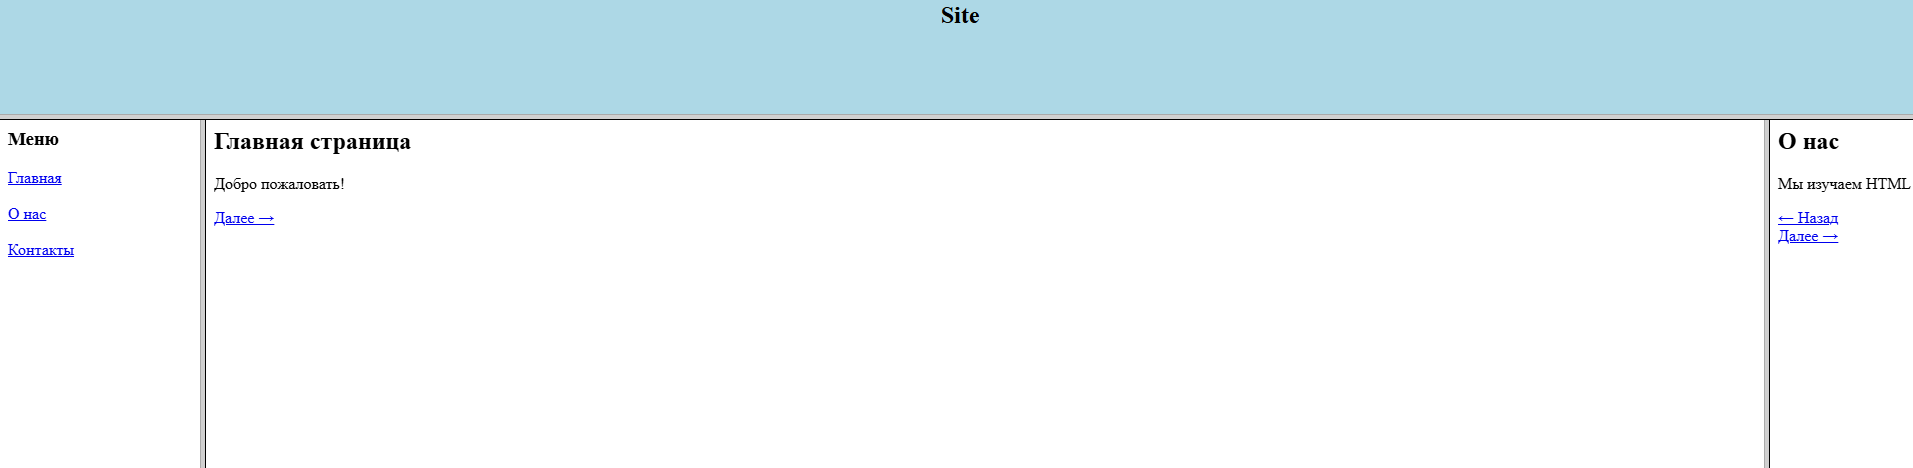 Site
Меню
Главная
О нас
Контакты
Главная страница
Добро пожаловать!
Далее →
О нас
Мы изучаем HTML
← Назад
Далее →